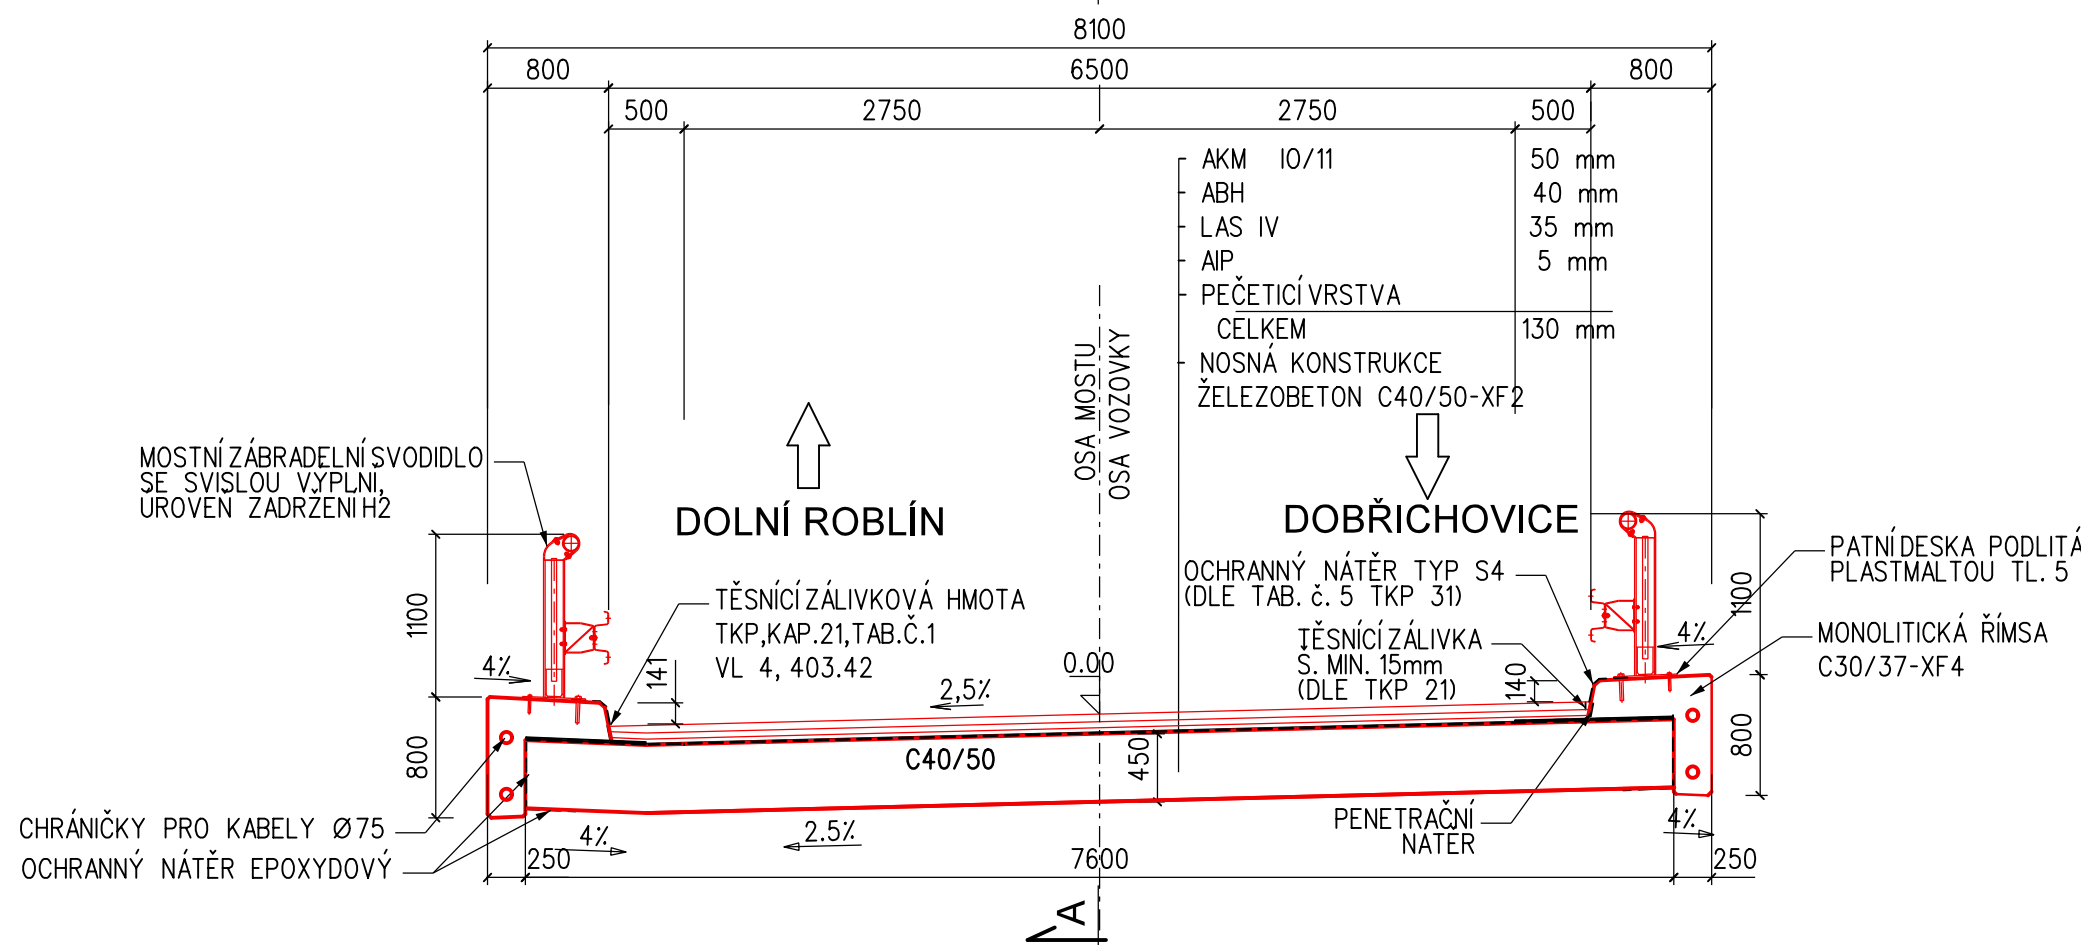 8100
800 6500 800
500 2750 2750 500
AKM IO/11 50 mm
ABH 40 mm
LAS IV 35 mm
AIP 5 mm
PEČETICÍ VRSTVA
CELKEM 130 mm
NOSNÁ KONSTRUKCE
ŽELEZOBETON C40/50-XF2
OSA MOSTU
OSA VOZOVKY
MOSTNÍ ZÁBRADELNÍ SVODIDLO
SE SVISLOU VÝPLNÍ,
ÚROVEŇ ZADRŽENÍ H2
DOLNÍ ROBLÍN
DOBŘICHOVICE
OCHRANNÝ NÁTĚR TYP S4
(DLE TAB. č. 5 TKP 31)
PATNÍ DESKA PODLITÁ
PLASTMALTOU TL. 5
TĚSNÍCÍ ZÁLIVKOVÁ HMOTA
TKP,KAP.21,TAB.Č.1
VL 4, 403.42
TĚSNÍCÍ ZÁLIVKA
Š. MIN. 15mm
(DLE TKP 21)
MONOLITICKÁ ŘÍMSA
C30/37-XF4
1100
1100
4%
4%
141
0.00
2,5%
140
C40/50
450
800
800
CHRÁNIČKY PRO KABELY Ø75
OCHRANNÝ NÁTĚR EPOXYDOVÝ
PENETRAČNÍ
NÁTĚR
4%
2.5%
4%
250 7600 250
A